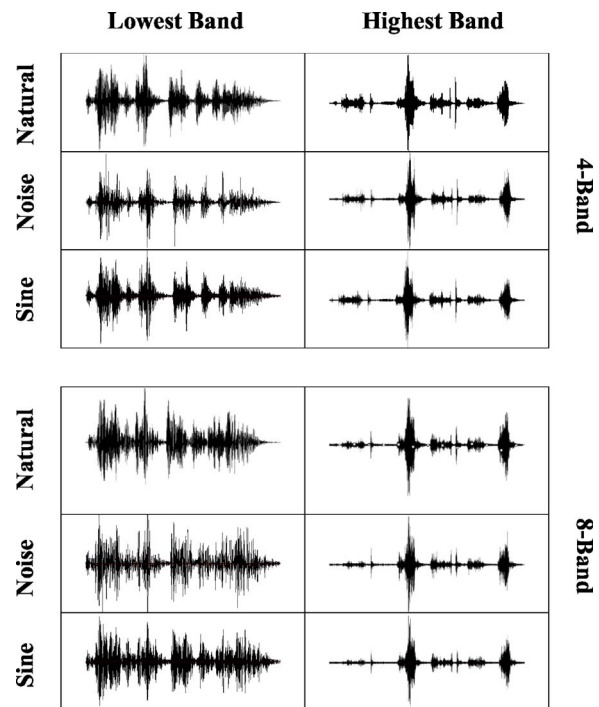 Lowest Band
Highest Band
Natural
Noise
Sine
4-Band
Natural
Noise
Sine
8-Band